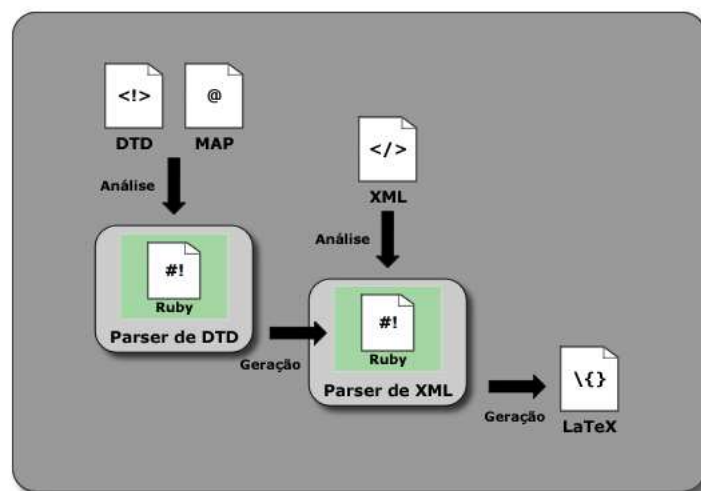 <!>
@
DTD
MAP
</>
XML
Análise
Análise
#!
Ruby
Parser de DTD
#!
Ruby
Parser de XML
Geração
\{}
LaTeX
Geração